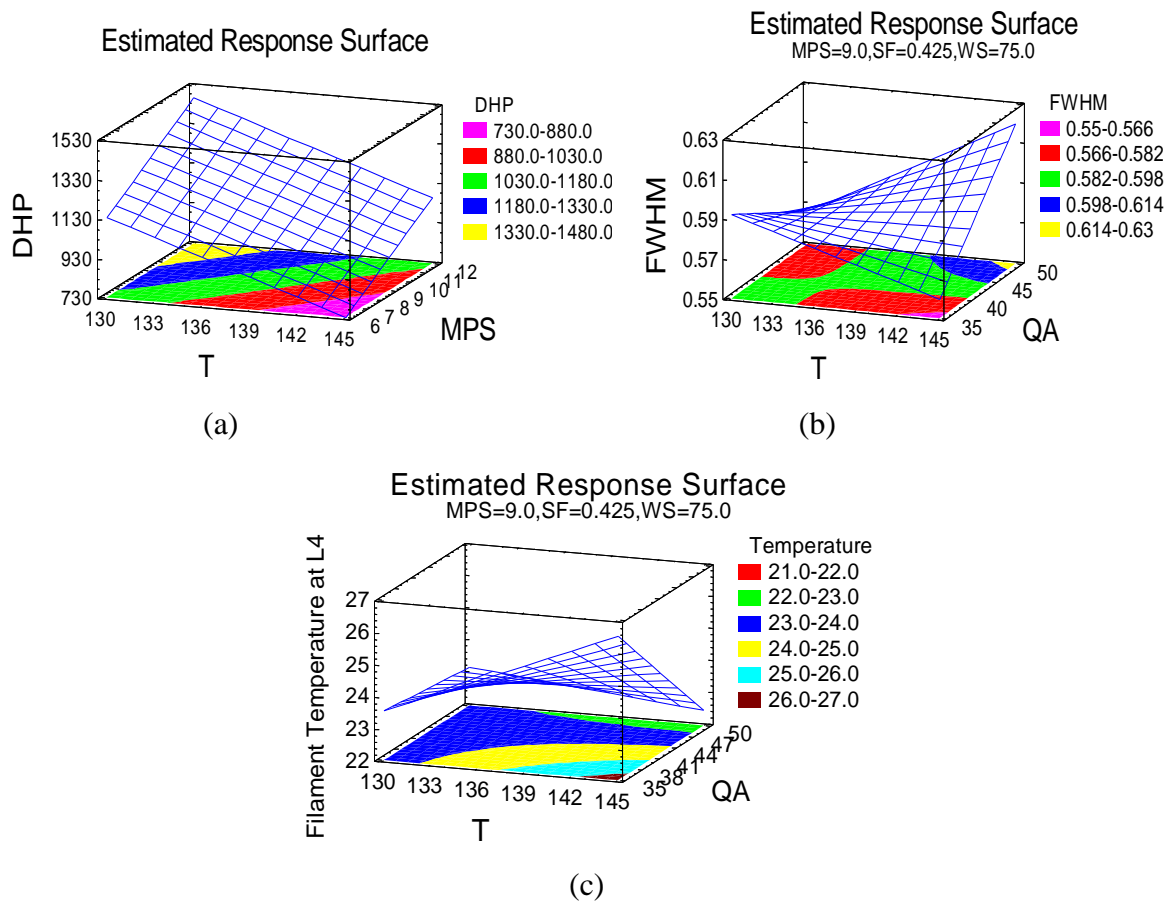 Estimated Response Surface
DHP
730.0-880.0
880.0-1030.0
1030.0-1180.0
1180.0-1330.0
1330.0-1480.0
DHP
1530
1330
1130
930
730
130 133 136 139 142 145
T
6 7 8 9 10 11 12
MPS
(a)
Estimated Response Surface
MPS=9.0,SF=0.425,WS=75.0
FWHM
0.55-0.566
0.566-0.582
0.582-0.598
0.598-0.614
0.614-0.63
FWHM
0.63
0.61
0.59
0.57
0.55
130 133 136 139 142 145
T
35 40 45 50
QA
(b)
Estimated Response Surface
MPS=9.0,SF=0.425,WS=75.0
Temperature
21.0-22.0
22.0-23.0
23.0-24.0
24.0-25.0
25.0-26.0
26.0-27.0
Filament Temperature at L4
27
26
25
24
23
22
130 133 136 139 142 145
T
35 38 41 44 47 50
QA
(c)